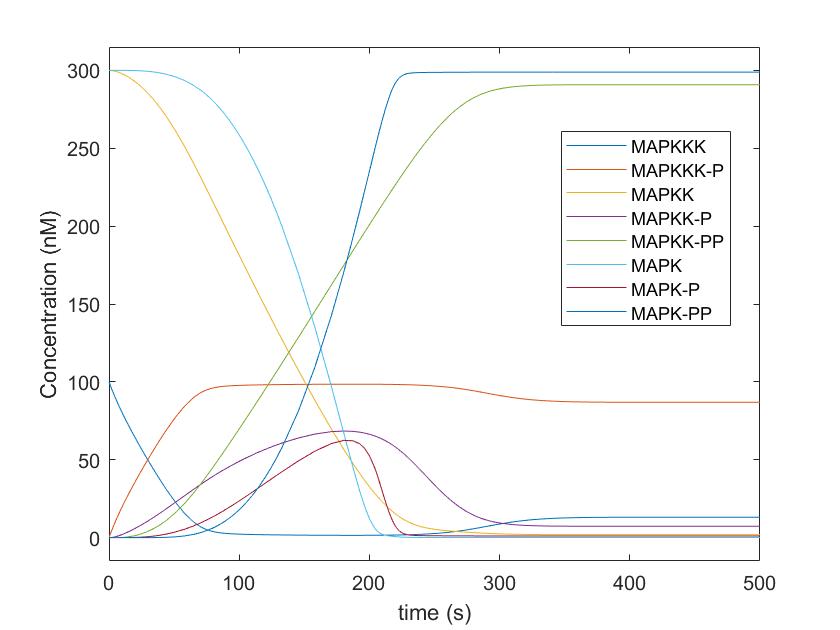 300
250
200
150
100
50
0
Concentration (nM)
MAPKKK
MAPKKK-P
MAPKK
MAPKK-P
MAPKK-PP
MAPK
MAPK-P
MAPK-PP
0 100 200 300 400 500
time (s)